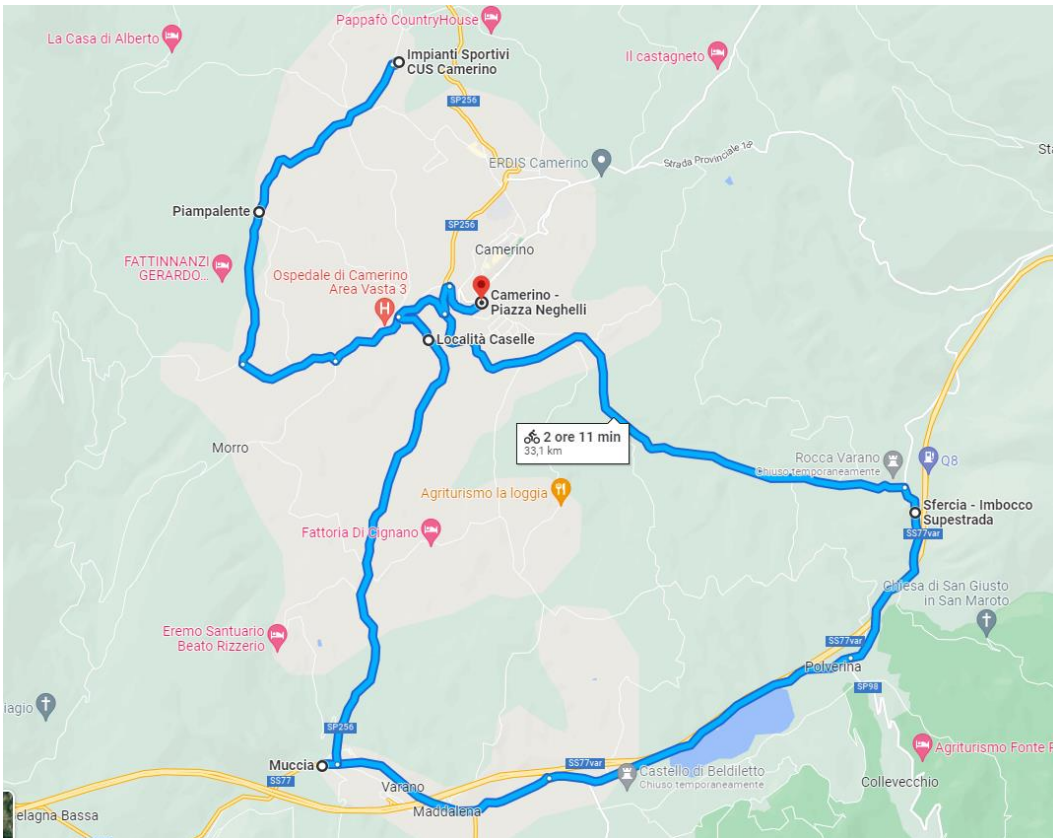 Pappafò CountryHouse
La Casa di Alberto
Impianti Sportivi
CUS Camerino
Il castagneto
SP256
ERDIS Camerino
Strada Provinciale 18
Sta
Piampalente
SP256
Camerino
FATTINNANZI
GERARDO...
Ospedale di Camerino
Area Vasta 3
H
Camerino -
Piazza Neghelli
Località Caselle
2 ore 11 min
33,1 km
Morro
Rocca Varano
Chiuso temporaneamente
Q8
Agriturismo la loggia
Sfercia - Imbocco
Supestrada
SS77var
Fattoria Di Cignano
Chiesa di San Giusto
in San Maroto
Eremo Santuario
Beato Rizzerio
SS77var
Polverina
SP98
iagio
SP256
Agriturismo Fonte R
Muccia
SS77
SS77var
Castello di Beldiletto
Chiuso temporaneamente
Varano
Collevecchio
Maddalena
elagna Bassa